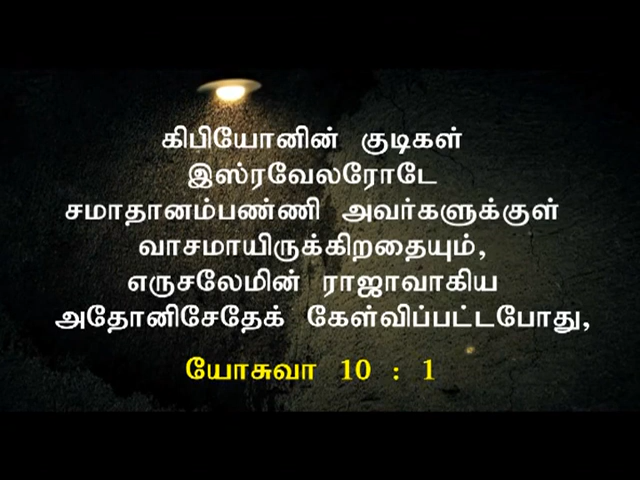 கிபியோனின் குடிகள்
இஸ்ரவேலரோடே
சமாதானம்பண்ணி அவர்களுக்குள்
வாசமாயிருக்கிறதையும்,
எருசலேமின் ராஜாவாகிய
அதோனிசேதேக் கேள்விப்பட்டபோது,
யோசுவா 10 : 1